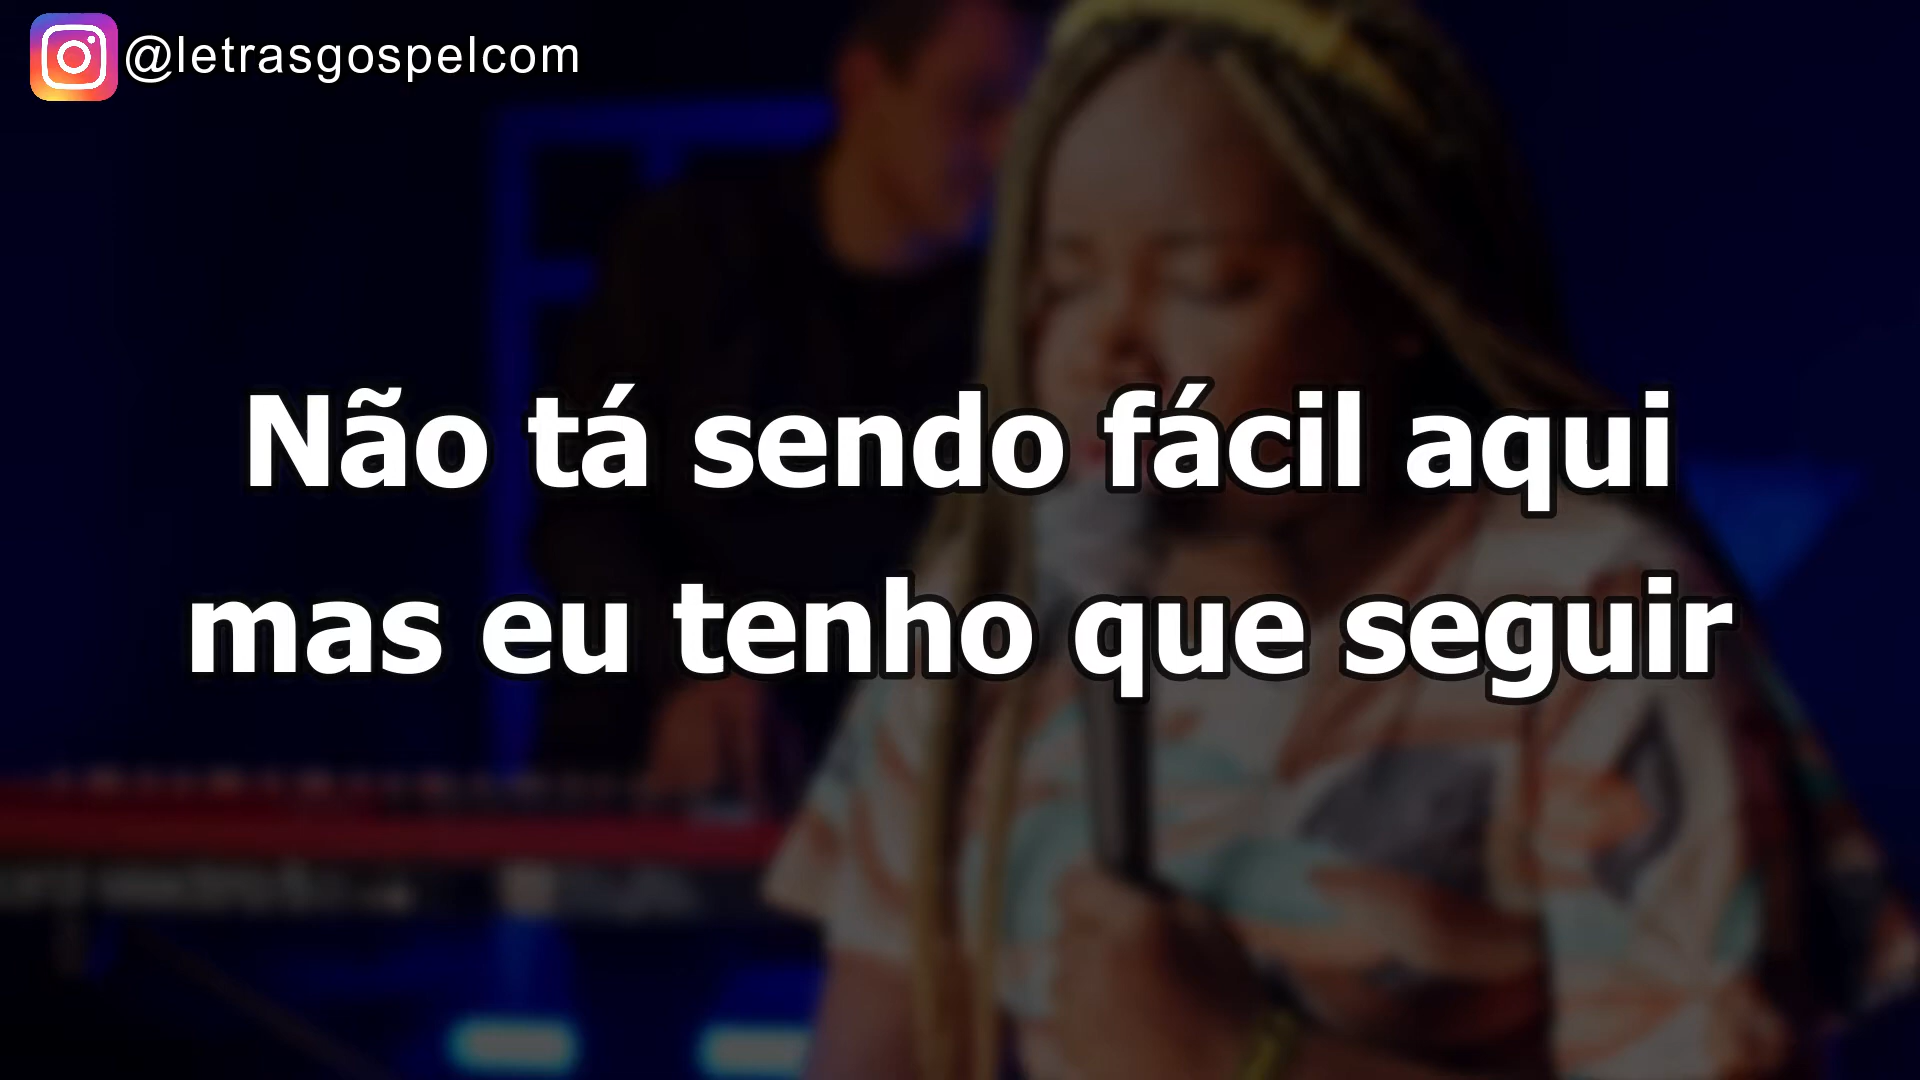 @letrasgospelcom
Não tá sendo fácil aqui
mas eu tenho que seguir